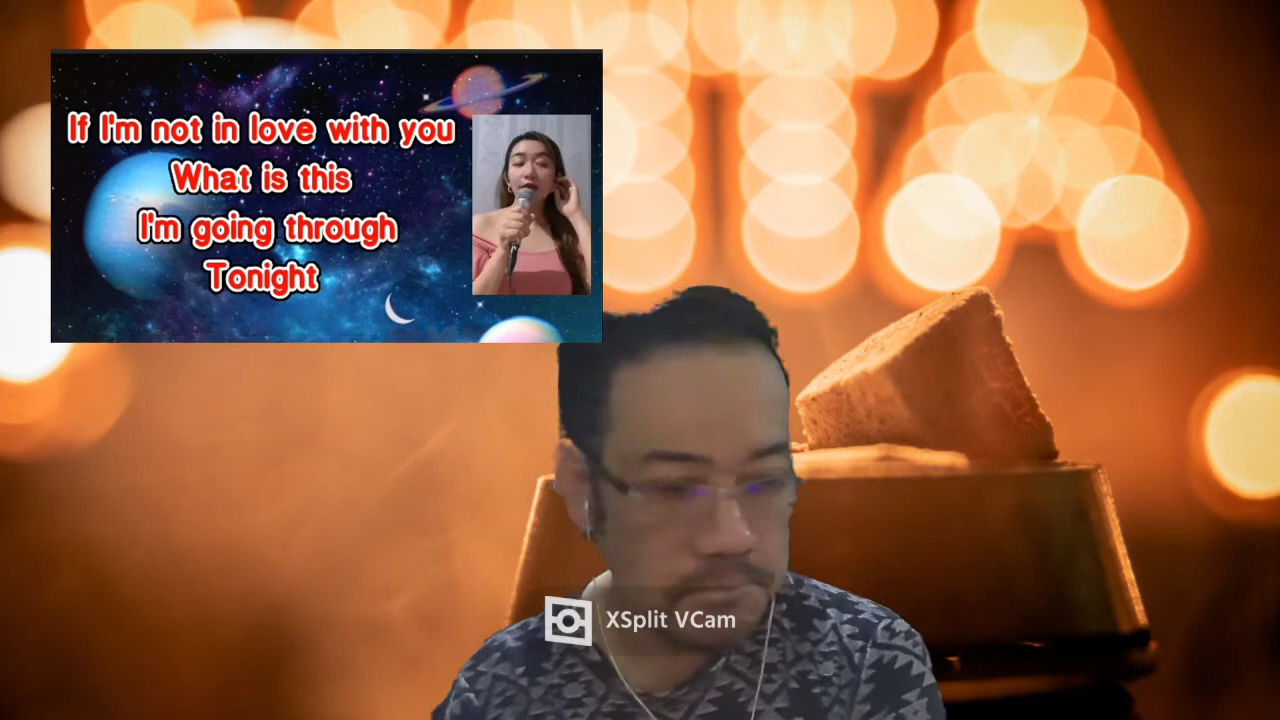 If I'm not in love with you
What is this
I'm going through
Tonight
XSplit VCam